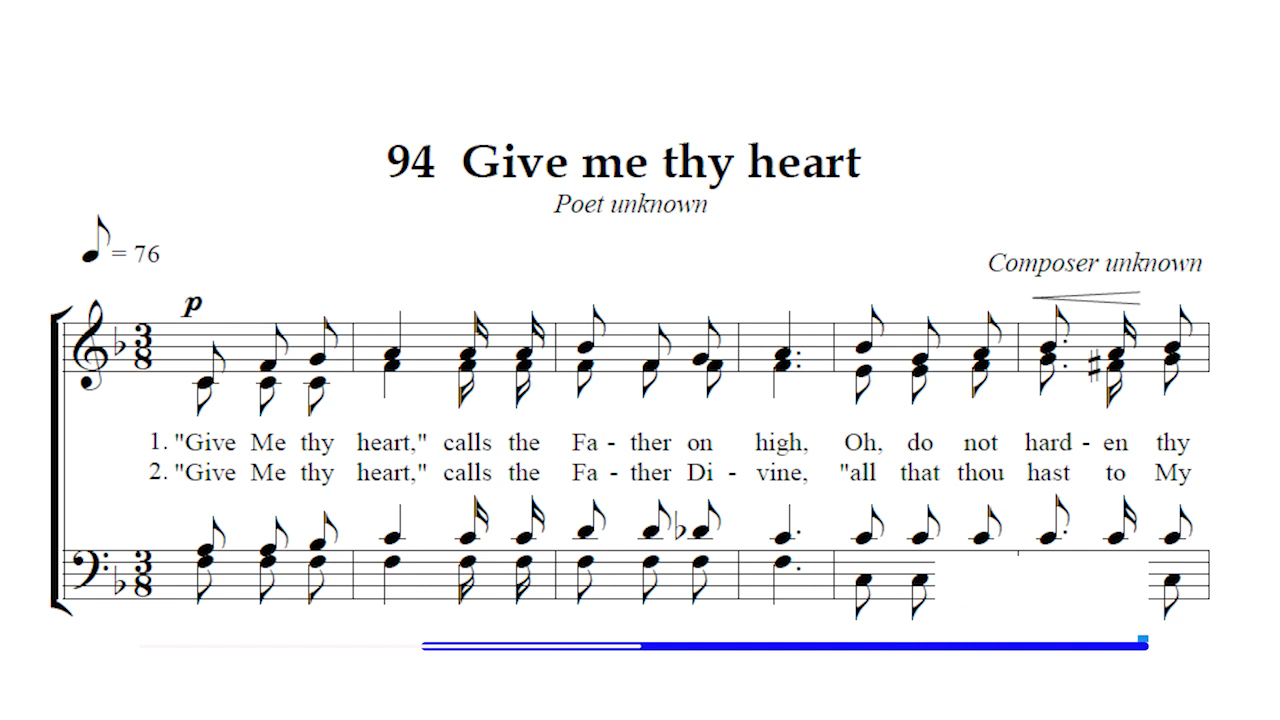 94 Give me thy heart
Poet unknown
= 76
Composer unknown
p
3
8
1. "Give Me thy heart," calls the Fa - ther on high, Oh, do not hard - en thy
2. "Give Me thy heart," calls the Fa - ther Di - vine, "all that thou hast to My
3
8